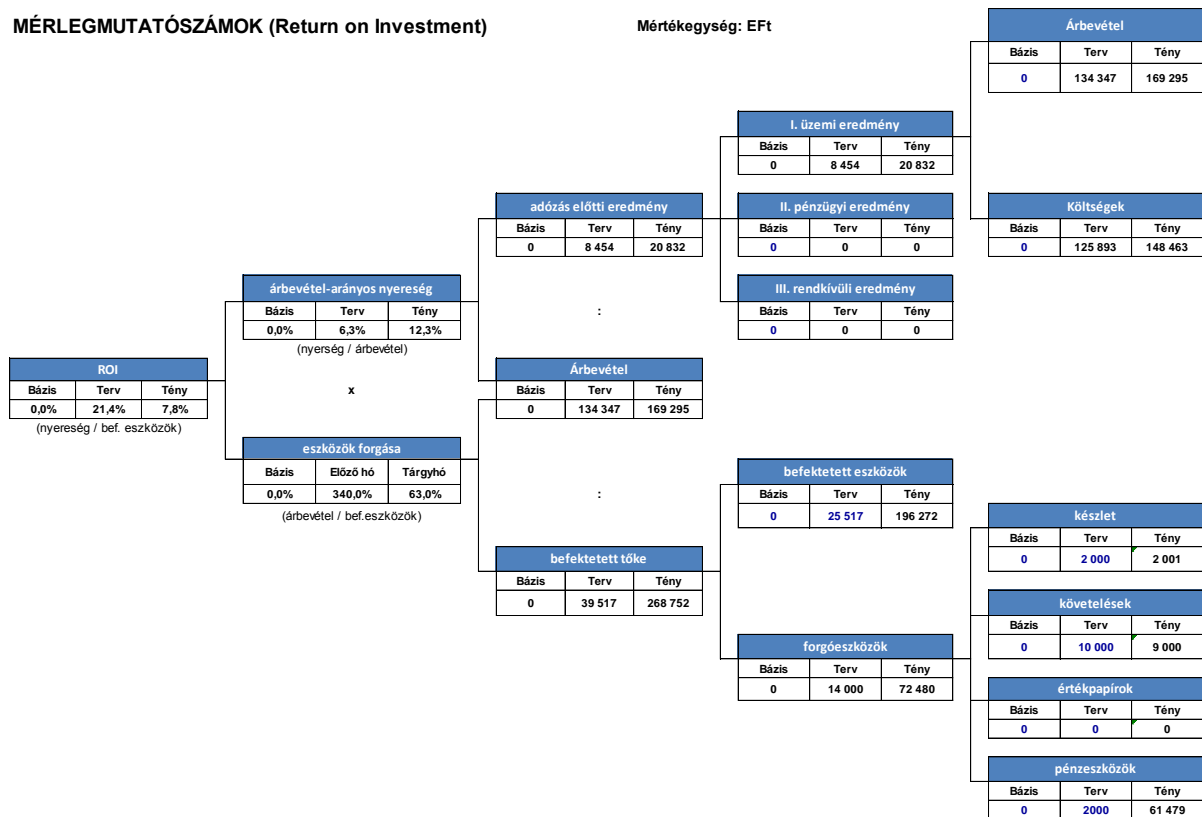 MÉRLEGMUTATÓSZÁMOK (Return on Investment)
Mértékegység: EFt
Árbevétel
Bázis Terv Tény
0 134 347 169 295
I. üzemi eredmény
Bázis Terv Tény
0 8 454 20 832
adózás előtti eredmény
Bázis Terv Tény
0 8 454 20 832
II. pénzügyi eredmény
Bázis Terv Tény
0 0 0
Költségek
Bázis Terv Tény
0 125 893 148 463
árbevétel-arányos nyereség
Bázis Terv Tény
0,0% 6,3% 12,3%
(nyerség / árbevétel)
:
III. rendkívüli eredmény
Bázis Terv Tény
0 0 0
ROI
Bázis Terv Tény
0,0% 21,4% 7,8%
(nyereség / bef. eszközök)
x
Árbevétel
Bázis Terv Tény
0 134 347 169 295
eszközök forgása
Bázis Előző hó Tárgyhó
0,0% 340,0% 63,0%
(árbevétel / bef.eszközök)
:
befektetett eszközök
Bázis Terv Tény
0 25 517 196 272
készlet
Bázis Terv Tény
0 2 000 2 001
befektetett tőke
Bázis Terv Tény
0 39 517 268 752
követelések
Bázis Terv Tény
0 10 000 9 000
forgóeszközök
Bázis Terv Tény
0 14 000 72 480
értékpapírok
Bázis Terv Tény
0 0 0
pénzeszközök
Bázis Terv Tény
0 2000 61 479